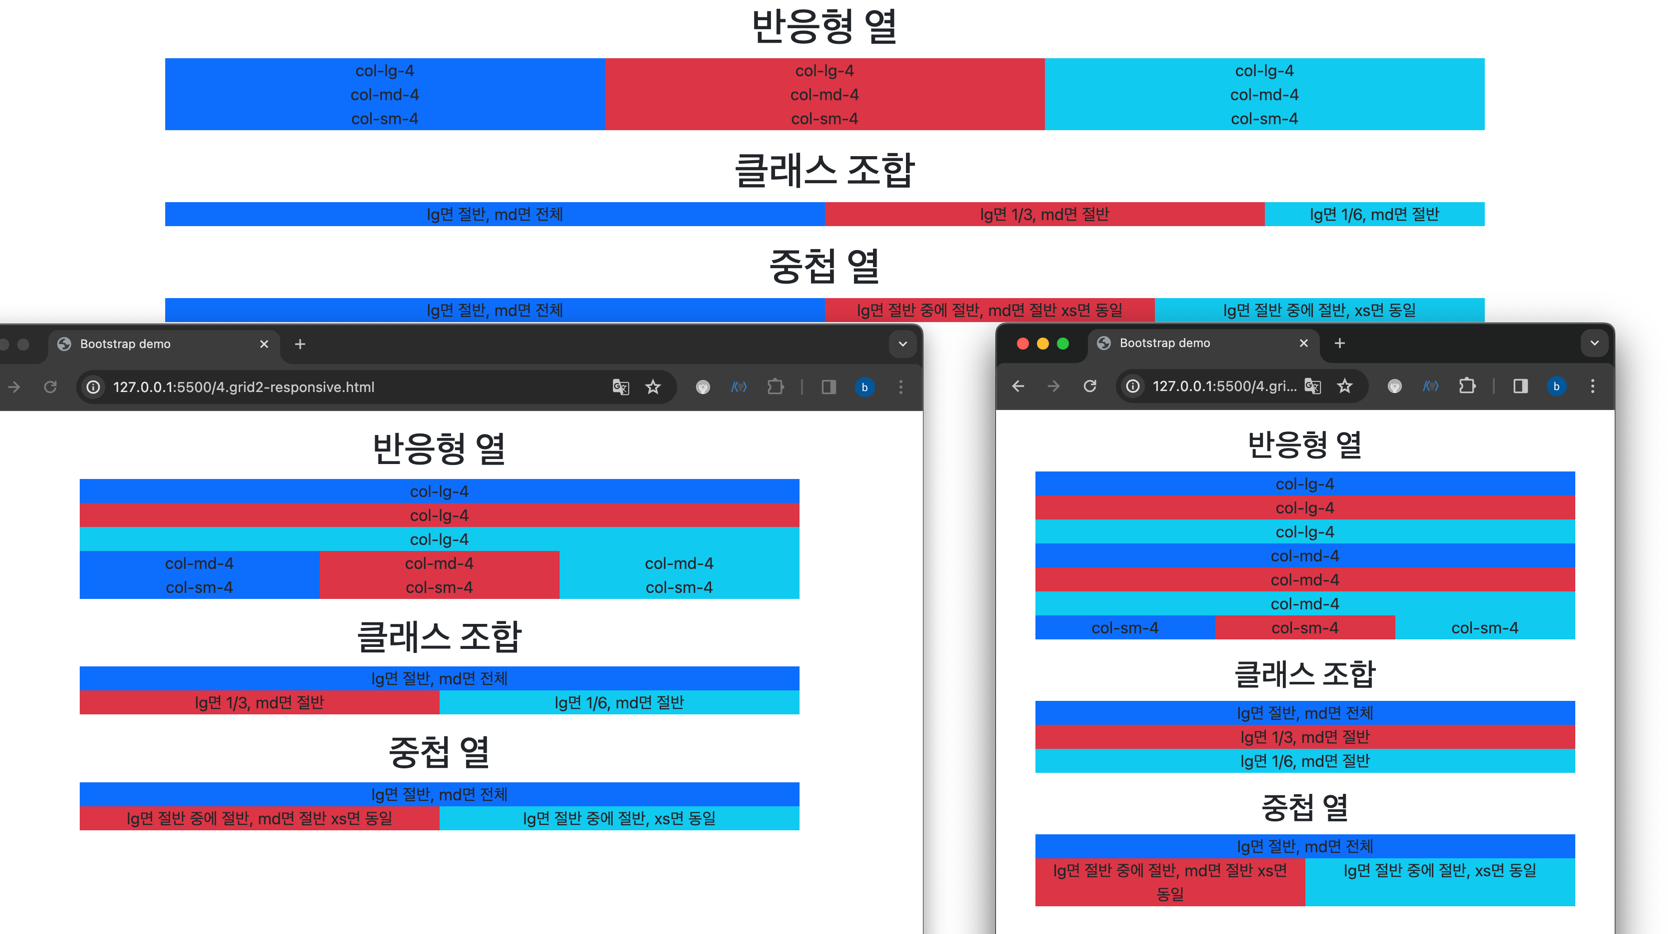 반응형 열
col-lg-4 col-lg-4 col-lg-4
col-md-4 col-md-4 col-md-4
col-sm-4 col-sm-4 col-sm-4
클래스 조합
lg면 절반, md면 전체 lg면 1/3, md면 절반 lg면 1/6, md면 절반
중첩 열
lg면 절반, md면 전체 lg면 절반 중에 절반, md면 절반 xs면 동일 lg면 절반 중에 절반, xs면 동일
Bootstrap demo
127.0.0.1:5500/4.grid2-responsive.html
b
반응형 열
col-lg-4
col-lg-4
col-lg-4
col-md-4 col-md-4 col-md-4
col-sm-4 col-sm-4 col-sm-4
클래스 조합
lg면 절반, md면 전체
lg면 1/3, md면 절반 lg면 1/6, md면 절반
중첩 열
lg면 절반, md면 전체
lg면 절반 중에 절반, md면 절반 xs면 동일 lg면 절반 중에 절반, xs면 동일
Bootstrap demo
127.0.0.1:5500/4.gri...
b
반응형 열
col-lg-4
col-lg-4
col-lg-4
col-md-4
col-md-4
col-md-4
col-sm-4 col-sm-4 col-sm-4
클래스 조합
lg면 절반, md면 전체
lg면 1/3, md면 절반
lg면 1/6, md면 절반
중첩 열
lg면 절반, md면 전체
lg면 절반 중에 절반, md면 절반 xs면 lg면 절반 중에 절반, xs면 동일
동일